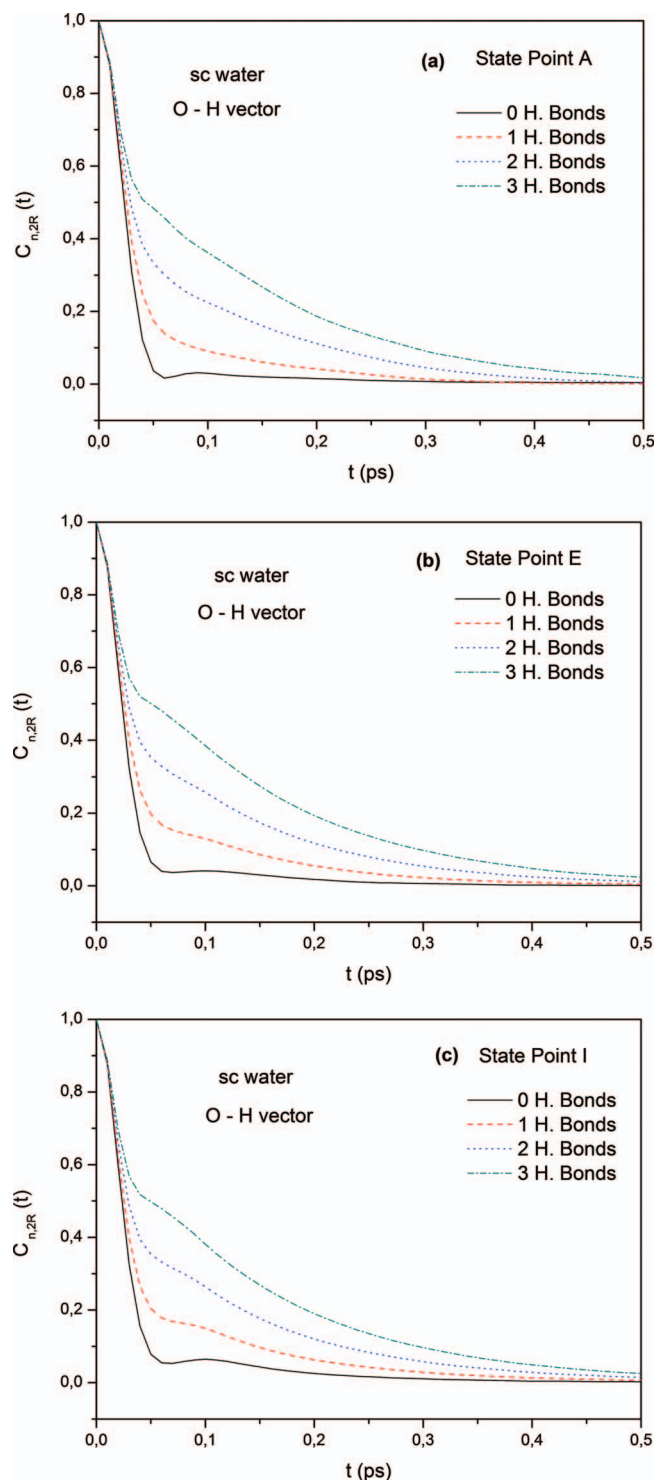 1,0
0,8
0,6
0,4
0,2
0,0
C n,2R (t)
(a) State Point A
sc water
O - H vector
0 H. Bonds
1 H. Bonds
2 H. Bonds
3 H. Bonds
0,0 0,1 0,2 0,3 0,4 0,5
t (ps)
1,0
0,8
0,6
0,4
0,2
0,0
C n,2R (t)
(b) State Point E
sc water
O - H vector
0 H. Bonds
1 H. Bonds
2 H. Bonds
3 H. Bonds
0,0 0,1 0,2 0,3 0,4 0,5
t (ps)
1,0
0,8
0,6
0,4
0,2
0,0
C n,2R (t)
(c) State Point I
sc water
O - H vector
0 H. Bonds
1 H. Bonds
2 H. Bonds
3 H. Bonds
0,0 0,1 0,2 0,3 0,4 0,5
t (ps)